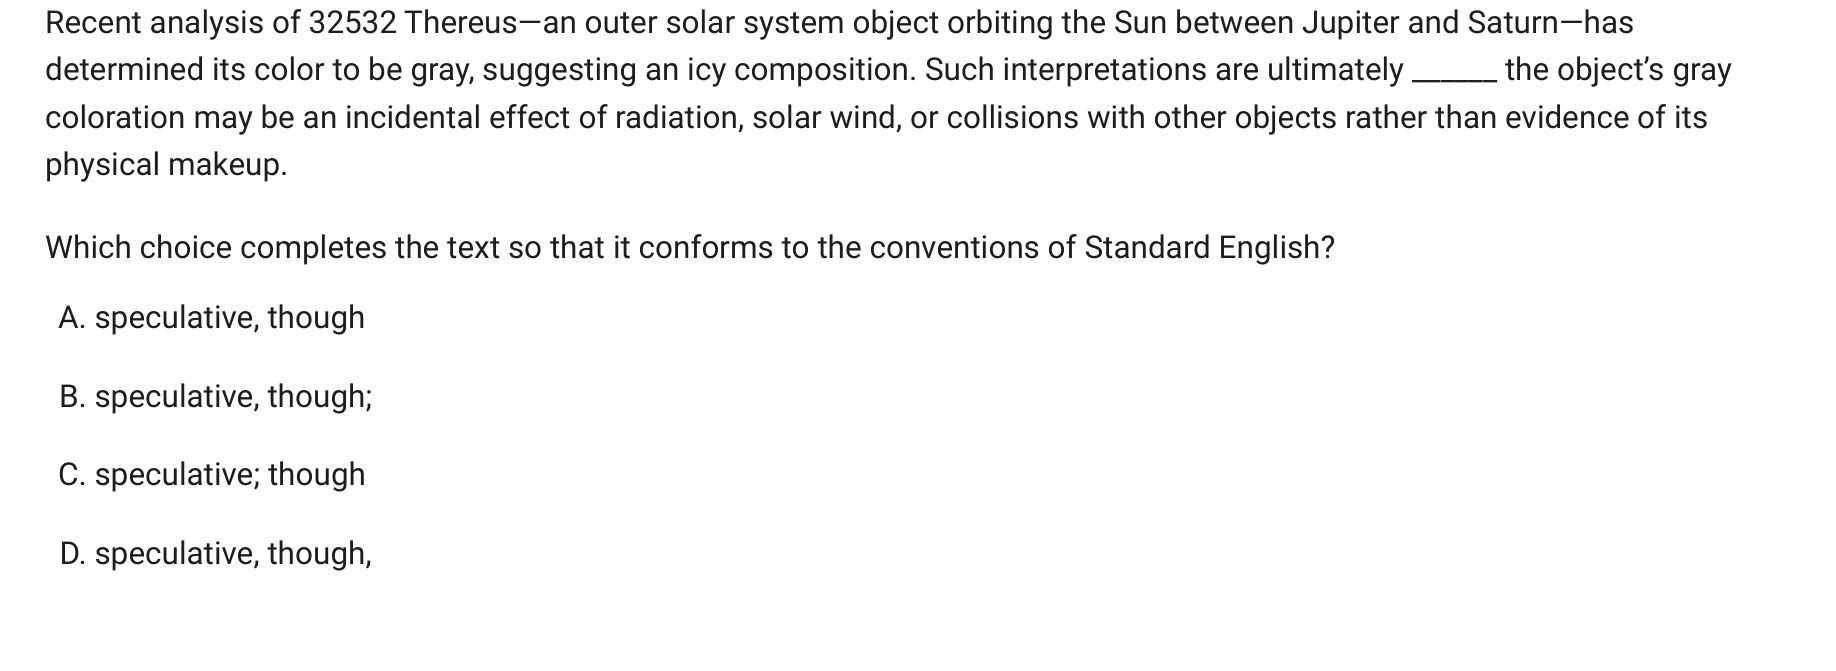 Recent analysis of 32532 Thereus—an outer solar system object orbiting the Sun between Jupiter and Saturn—has
determined its color to be gray, suggesting an icy composition. Such interpretations are ultimately ______ the object’s gray
coloration may be an incidental effect of radiation, solar wind, or collisions with other objects rather than evidence of its
physical makeup.
Which choice completes the text so that it conforms to the conventions of Standard English?
A. speculative, though
B. speculative, though;
C. speculative; though
D. speculative, though,